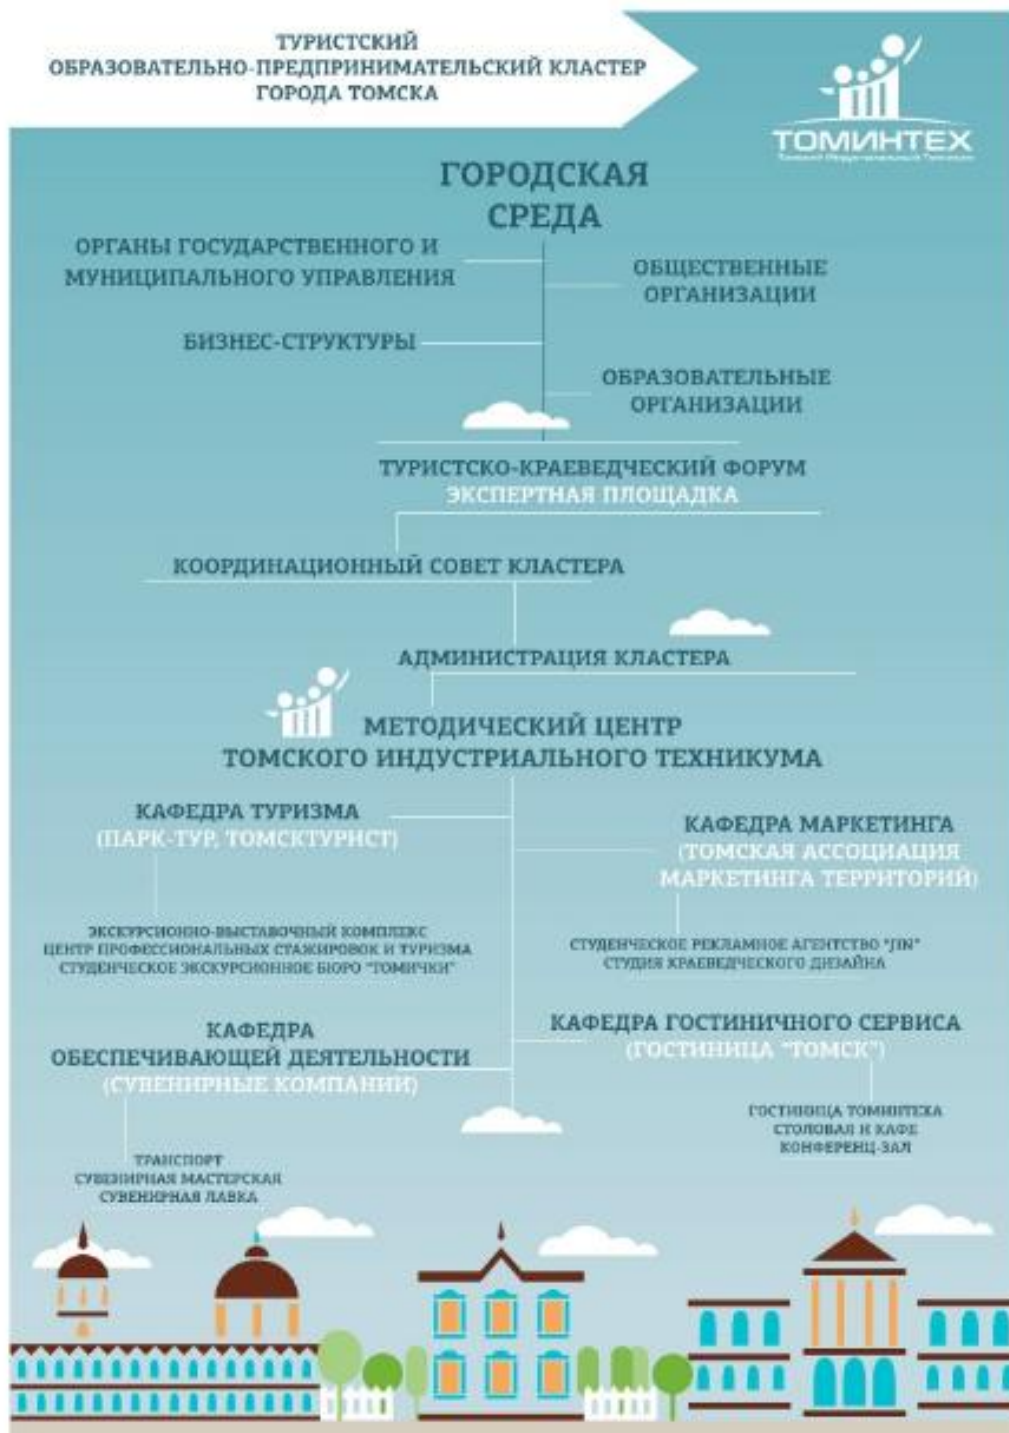 ТУРИСТСКИЙ
ОБРАЗОВАТЕЛЬНО-ПРЕДПРИНИМАТЕЛЬСКИЙ КЛАСТЕР
ГОРОДА ТОМСКА
ТОМИНТЕХ
Томский Индустриальный Техникум
ГОРОДСКАЯ
СРЕДА
ОРГАНЫ ГОСУДАРСТВЕННОГО И
МУНИЦИПАЛЬНОГО УПРАВЛЕНИЯ
ОБЩЕСТВЕННЫЕ
ОРГАНИЗАЦИИ
БИЗНЕС-СТРУКТУРЫ
ОБРАЗОВАТЕЛЬНЫЕ
ОРГАНИЗАЦИИ
ТУРИСТСКО-КРАЕВЕДЧЕСКИЙ ФОРУМ
ЭКСПЕРТНАЯ ПЛОЩАДКА
КООРДИНАЦИОННЫЙ СОВЕТ КЛАСТЕРА
АДМИНИСТРАЦИЯ КЛАСТЕРА
МЕТОДИЧЕСКИЙ ЦЕНТР
ТОМСКОГО ИНДУСТРИАЛЬНОГО ТЕХНИКУМА
КАФЕДРА ТУРИЗМА
(ПАРК-ТУР, ТОМСКТУРИСТ)
КАФЕДРА МАРКЕТИНГА
(ТОМСКАЯ АССОЦИАЦИЯ
МАРКЕТИНГА ТЕРРИТОРИЙ)
ЭКСКУРСИОННО-ВЫСТАВОЧНЫЙ КОМПЛЕКС
ЦЕНТР ПРОФЕССИОНАЛЬНЫХ СТАЖИРОВОК И ТУРИЗМА
СТУДЕНЧЕСКОЕ ЭКСКУРСИОННОЕ БЮРО "ТОМИЧКИ"
СТУДЕНЧЕСКОЕ РЕКЛАМНОЕ АГЕНТСТВО "JIN"
СТУДИЯ КРАЕВЕДЧЕСКОГО ДИЗАЙНА
КАФЕДРА
ОБЕСПЕЧИВАЮЩЕЙ ДЕЯТЕЛЬНОСТИ
(СУВЕНИРНЫЕ КОМПАНИИ)
КАФЕДРА ГОСТИНИЧНОГО СЕРВИСА
(ГОСТИНИЦА "ТОМСК")
ГОСТИНИЦА ТОМИНТЕХА
СТОЛОВАЯ И КАФЕ
КОНФЕРЕНЦ-ЗАЛ
ТРАНСПОРТ
СУВЕНИРНАЯ МАСТЕРСКАЯ
СУВЕНИРНАЯ ЛАВКА